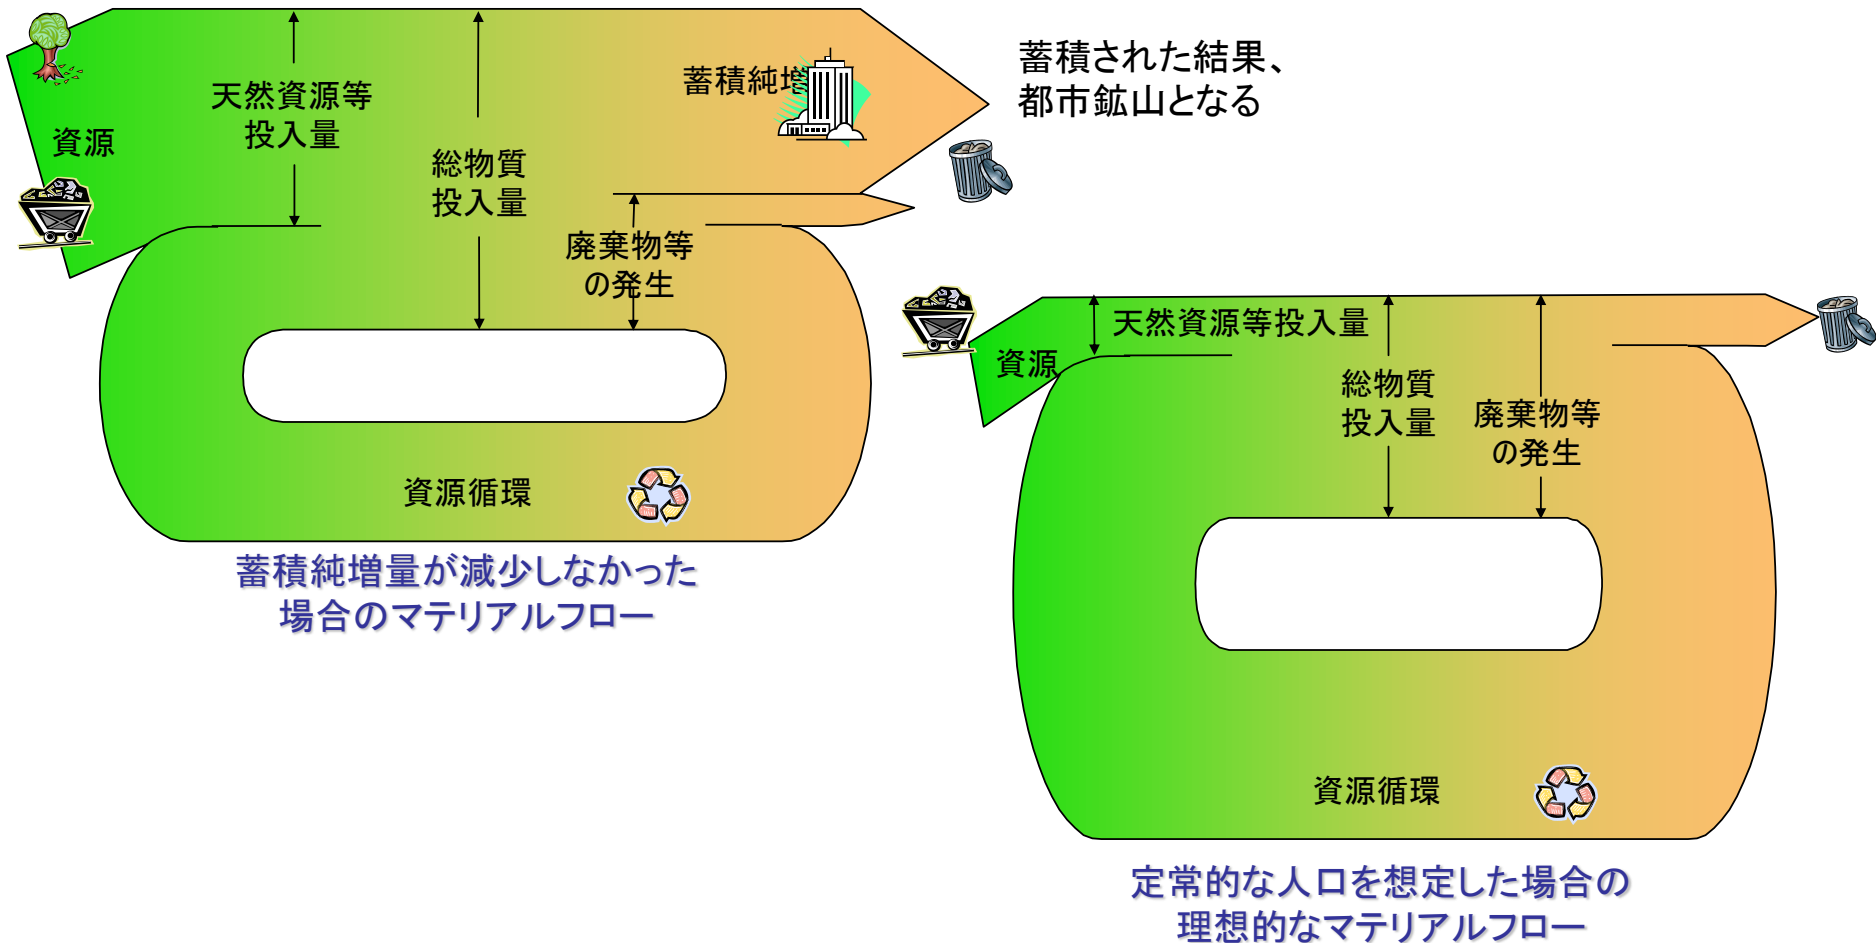 資源
天然資源等
投入量
総物質
投入量
蓄積純増
廃棄物等
の発生
資源循環
蓄積された結果、
都市鉱山となる
蓄積純増量が減少しなかった
場合のマテリアルフロー
資源
天然資源等投入量
総物質
投入量
廃棄物等
の発生
資源循環
定常的な人口を想定した場合の
理想的なマテリアルフロー